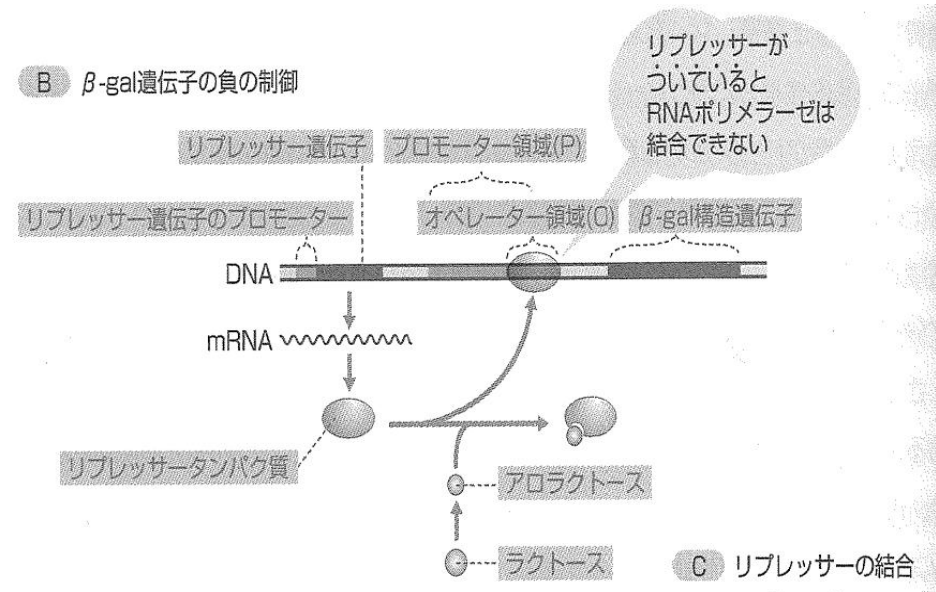 B β-gal遺伝子の負の制御
リプレッサーが
ついていると
RNAポリメラーゼは
結合できない
リプレッサー遺伝子
プロモーター領域(P)
リプレッサー遺伝子のプロモーター
オペレーター領域(O)
β-gal構造遺伝子
DNA
mRNA
リプレッサータンパク質
アロラクトース
ラクトース
C リプレッサーの結合